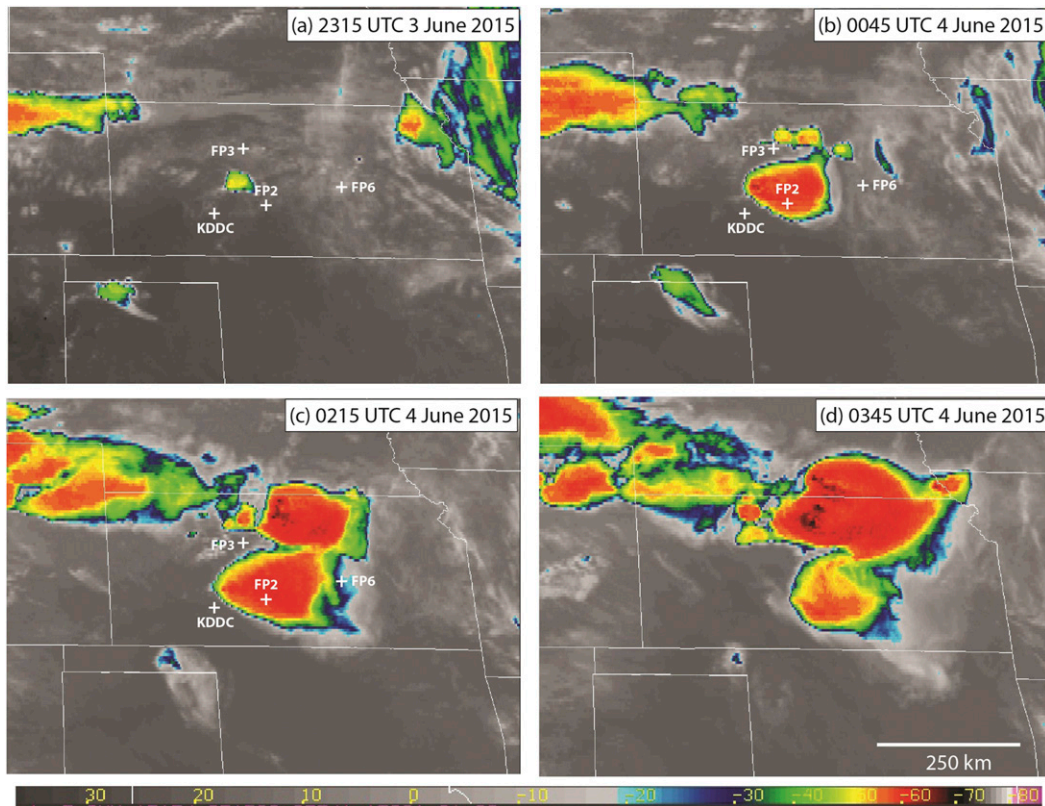 (a) 2315 UTC 3 June 2015
FP3
FP2
FP6
KDDC
(b) 0045 UTC 4 June 2015
FP3
FP2
FP6
KDDC
(c) 0215 UTC 4 June 2015
FP3
FP2
FP6
KDDC
(d) 0345 UTC 4 June 2015
250 km
30 20 10 0 -10 -20 -30 -40 -50 -60 -70 -80